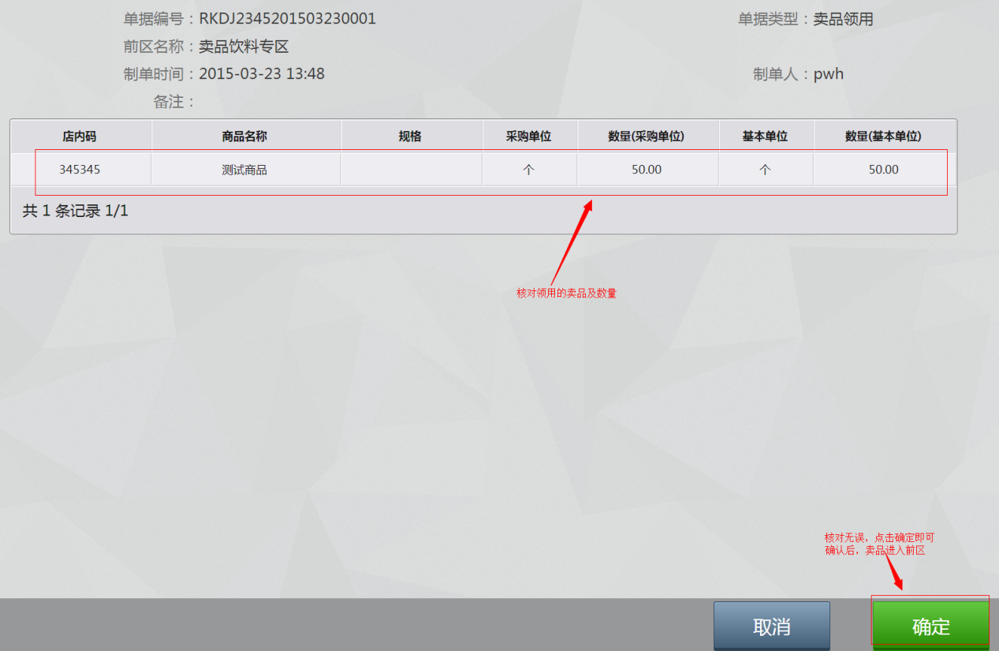 单据编号：RKDJ2345201503230001 单据类型：卖品领用
前区名称：卖品饮料专区
制单时间：2015-03-23 13:48 制单人：pwh
备注：
店内码 商品名称 规格 采购单位 数量(采购单位) 基本单位 数量(基本单位)
345345 测试商品 个 50.00 个 50.00
共 1 条记录 1/1
核对领用的卖品及数量
核对无误，点击确定即可
确认后，卖品进入前区
取消 确定